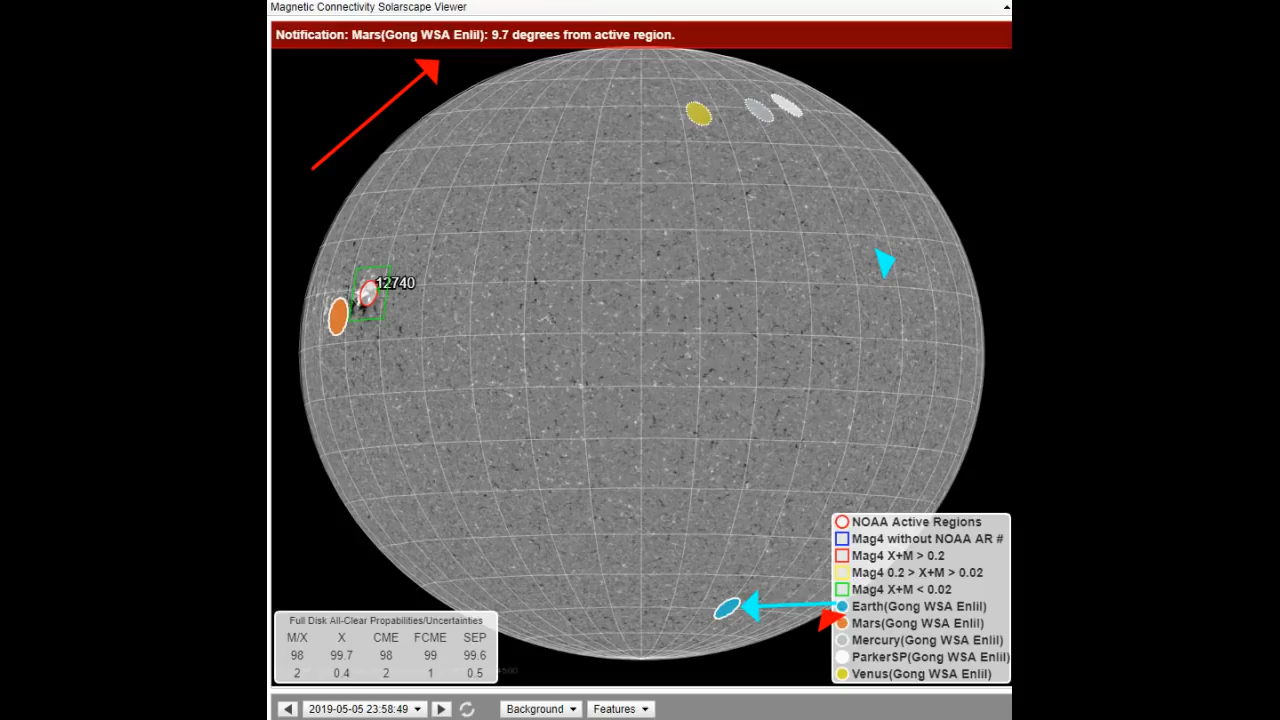 Magnetic Connectivity Solarscape Viewer
Notification: Mars(Gong WSA Enlil): 9.7 degrees from active region.
12740
NOAA Active Regions
Mag4 without NOAA AR #
Mag4 X+M > 0.2
Mag4 0.2 > X+M > 0.02
Mag4 X+M < 0.02
Earth(Gong WSA Enlil)
Mars(Gong WSA Enlil)
Mercury(Gong WSA Enlil)
ParkerSP(Gong WSA Enlil)
Venus(Gong WSA Enlil)
Full Disk All-Clear Propabilities/Uncertainties
M/X X CME FCME SEP
98 99.7 98 99 99.6
2 0.4 2 1 0.5
2019-05-05 23:58:49
Background
Features